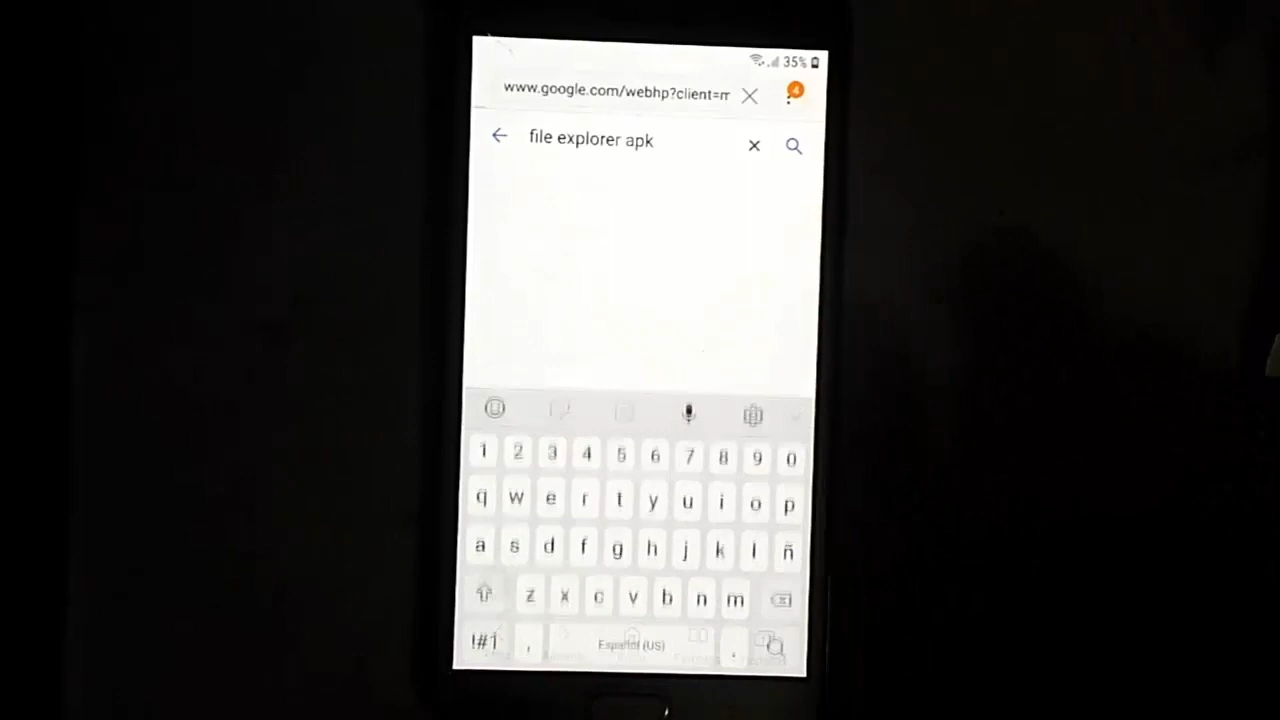 35%
www.google.com/webhp?client=m
4
file explorer apk
1 2 3 4 5 6 7 8 9 0
q w e r t y u i o p
a s d f g h j k l ñ
z x c v b n m
!#1 , Español (US) .